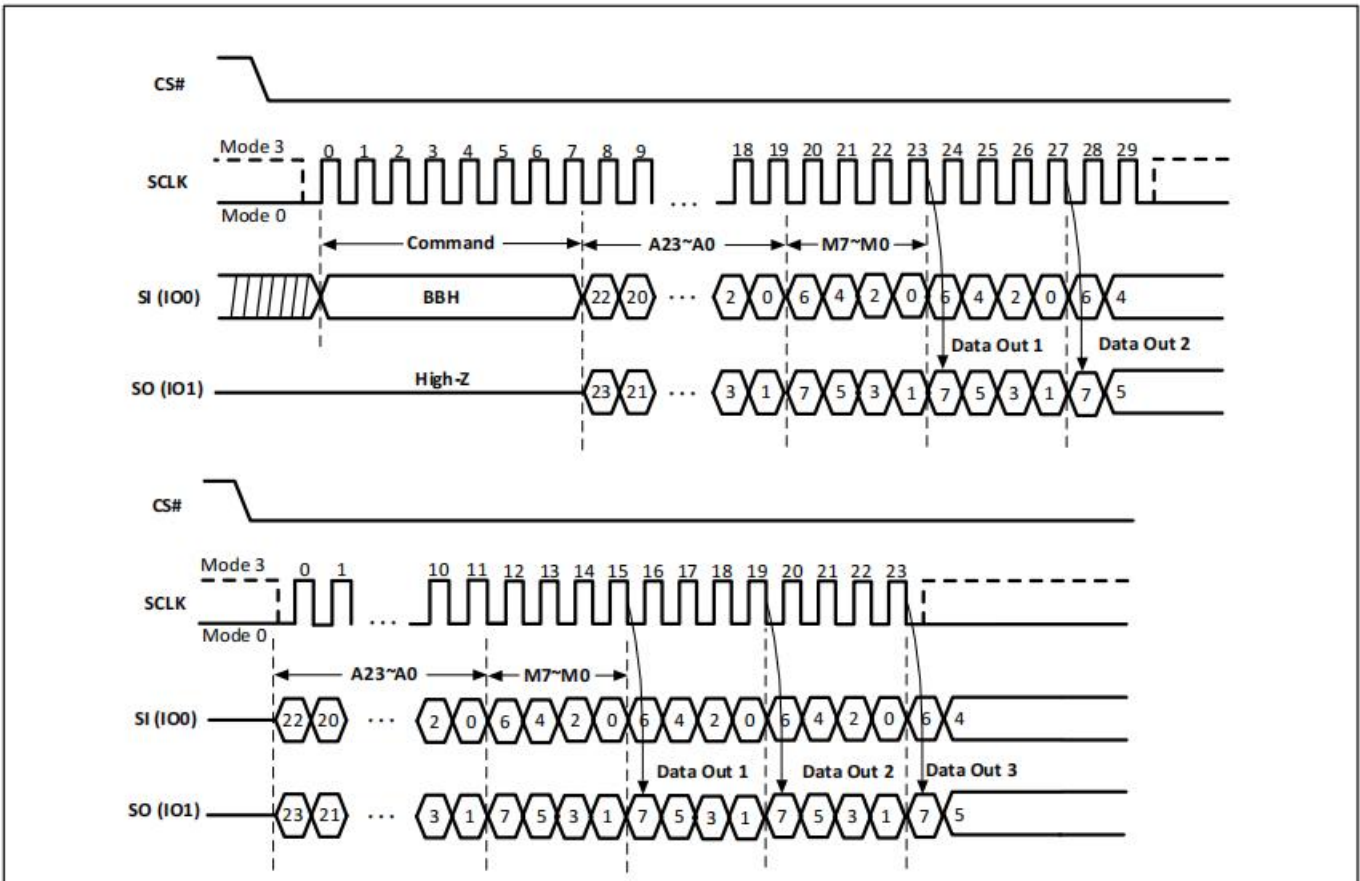 CS#
Mode 3
0 1 2 3 4 5 6 7 8 9 18 19 20 21 22 23 24 25 26 27 28 29
SCLK
...
Mode 0
Command A23~A0 M7~M0
SI (IO0) BBH 22 20 ... 2 0 6 4 2 0 6 4 2 0 6 4
Data Out 1 Data Out 2
High-Z
SO (IO1) 23 21 ... 3 1 7 5 3 1 7 5 3 1 7 5
CS#
Mode 3
0 1 10 11 12 13 14 15 16 17 18 19 20 21 22 23
SCLK
...
Mode 0
A23~A0 M7~M0
SI (IO0) 22 20 ... 2 0 6 4 2 0 6 4 2 0 6 4 2 0 6 4
Data Out 1 Data Out 2 Data Out 3
SO (IO1) 23 21 ... 3 1 7 5 3 1 7 5 3 1 7 5 3 1 7 5